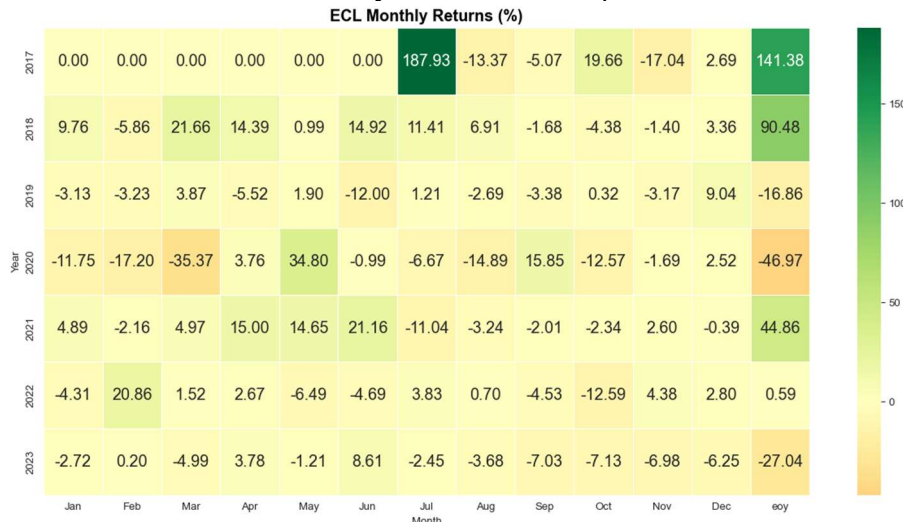 ECL Monthly Returns (%)
2017 0.00 0.00 0.00 0.00 0.00 0.00 187.93 -13.37 -5.07 19.66 -17.04 2.69 141.38
2018 9.76 -5.86 21.66 14.39 0.99 14.92 11.41 6.91 -1.68 -4.38 -1.40 3.36 90.48
2019 -3.13 -3.23 3.87 -5.52 1.90 -12.00 1.21 -2.69 -3.38 0.32 -3.17 9.04 -16.86
Year
2020 -11.75 -17.20 -35.37 3.76 34.80 -0.99 -6.67 -14.89 15.85 -12.57 -1.69 2.52 -46.97
2021 4.89 -2.16 4.97 15.00 14.65 21.16 -11.04 -3.24 -2.01 -2.34 2.60 -0.39 44.86
2022 -4.31 20.86 1.52 2.67 -6.49 -4.69 3.83 0.70 -4.53 -12.59 4.38 2.80 0.59
2023 -2.72 0.20 -4.99 3.78 -1.21 8.61 -2.45 -3.68 -7.03 -7.13 -6.98 -6.25 -27.04
Jan Feb Mar Apr May Jun Jul Aug Sep Oct Nov Dec eoy
Month
150
100
50
0